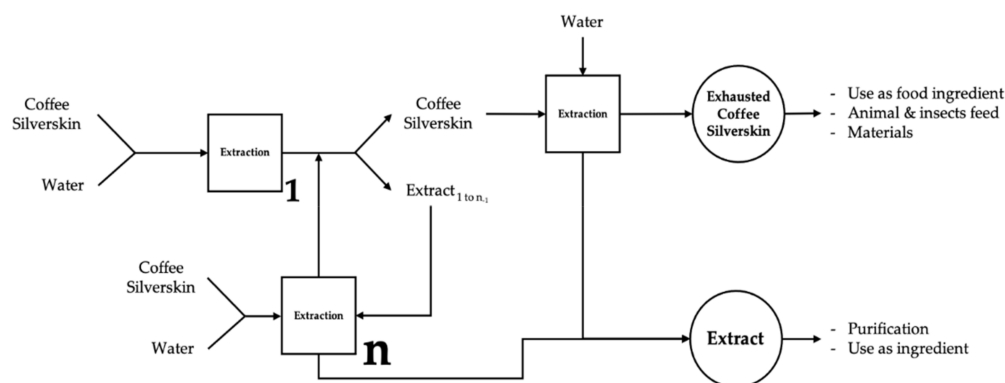 Water
Coffee
Silverskin
Water
Extraction
1
Coffee
Silverskin
Extract 1 to n-1
Extraction
Exhausted
Coffee
Silverskin
- Use as food ingredient
- Animal & insects feed
- Materials
Coffee
Silverskin
Water
Extraction
n
Extract
- Purification
- Use as ingredient